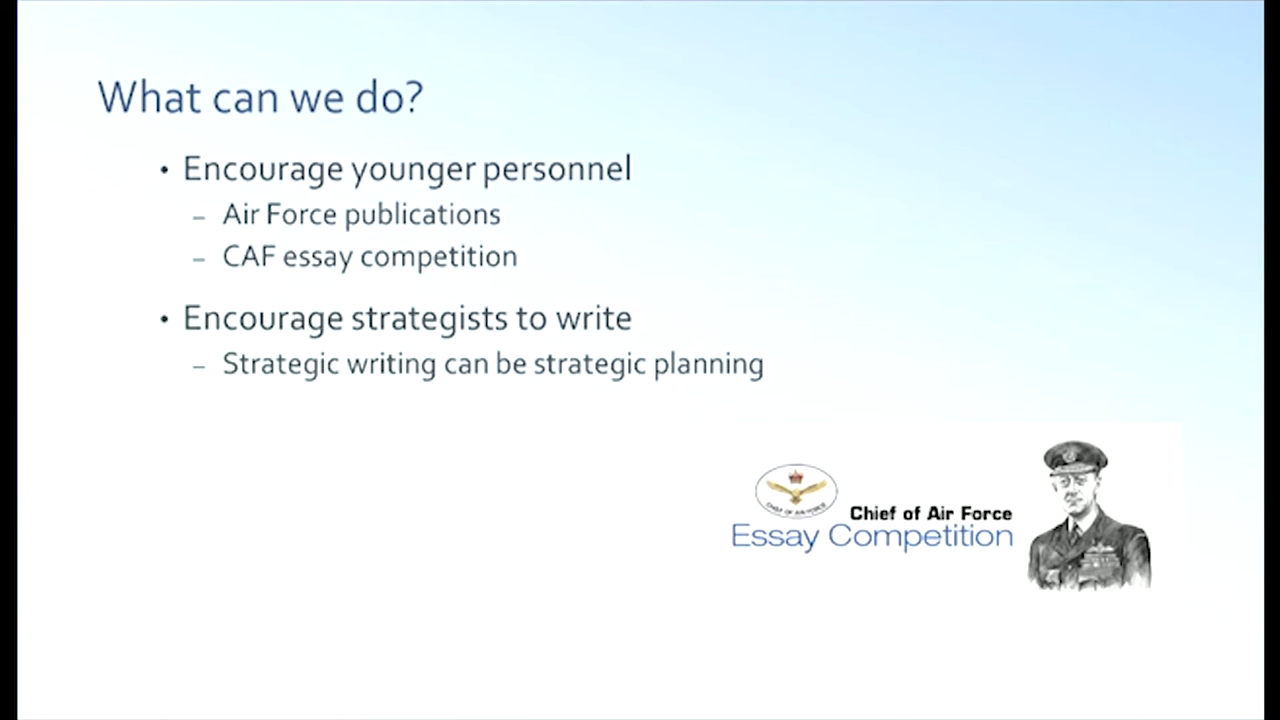 What can we do?
• Encourage younger personnel
– Air Force publications
– CAF essay competition
• Encourage strategists to write
– Strategic writing can be strategic planning
CHIEF OF AIR FORCE
Chief of Air Force
Essay Competition